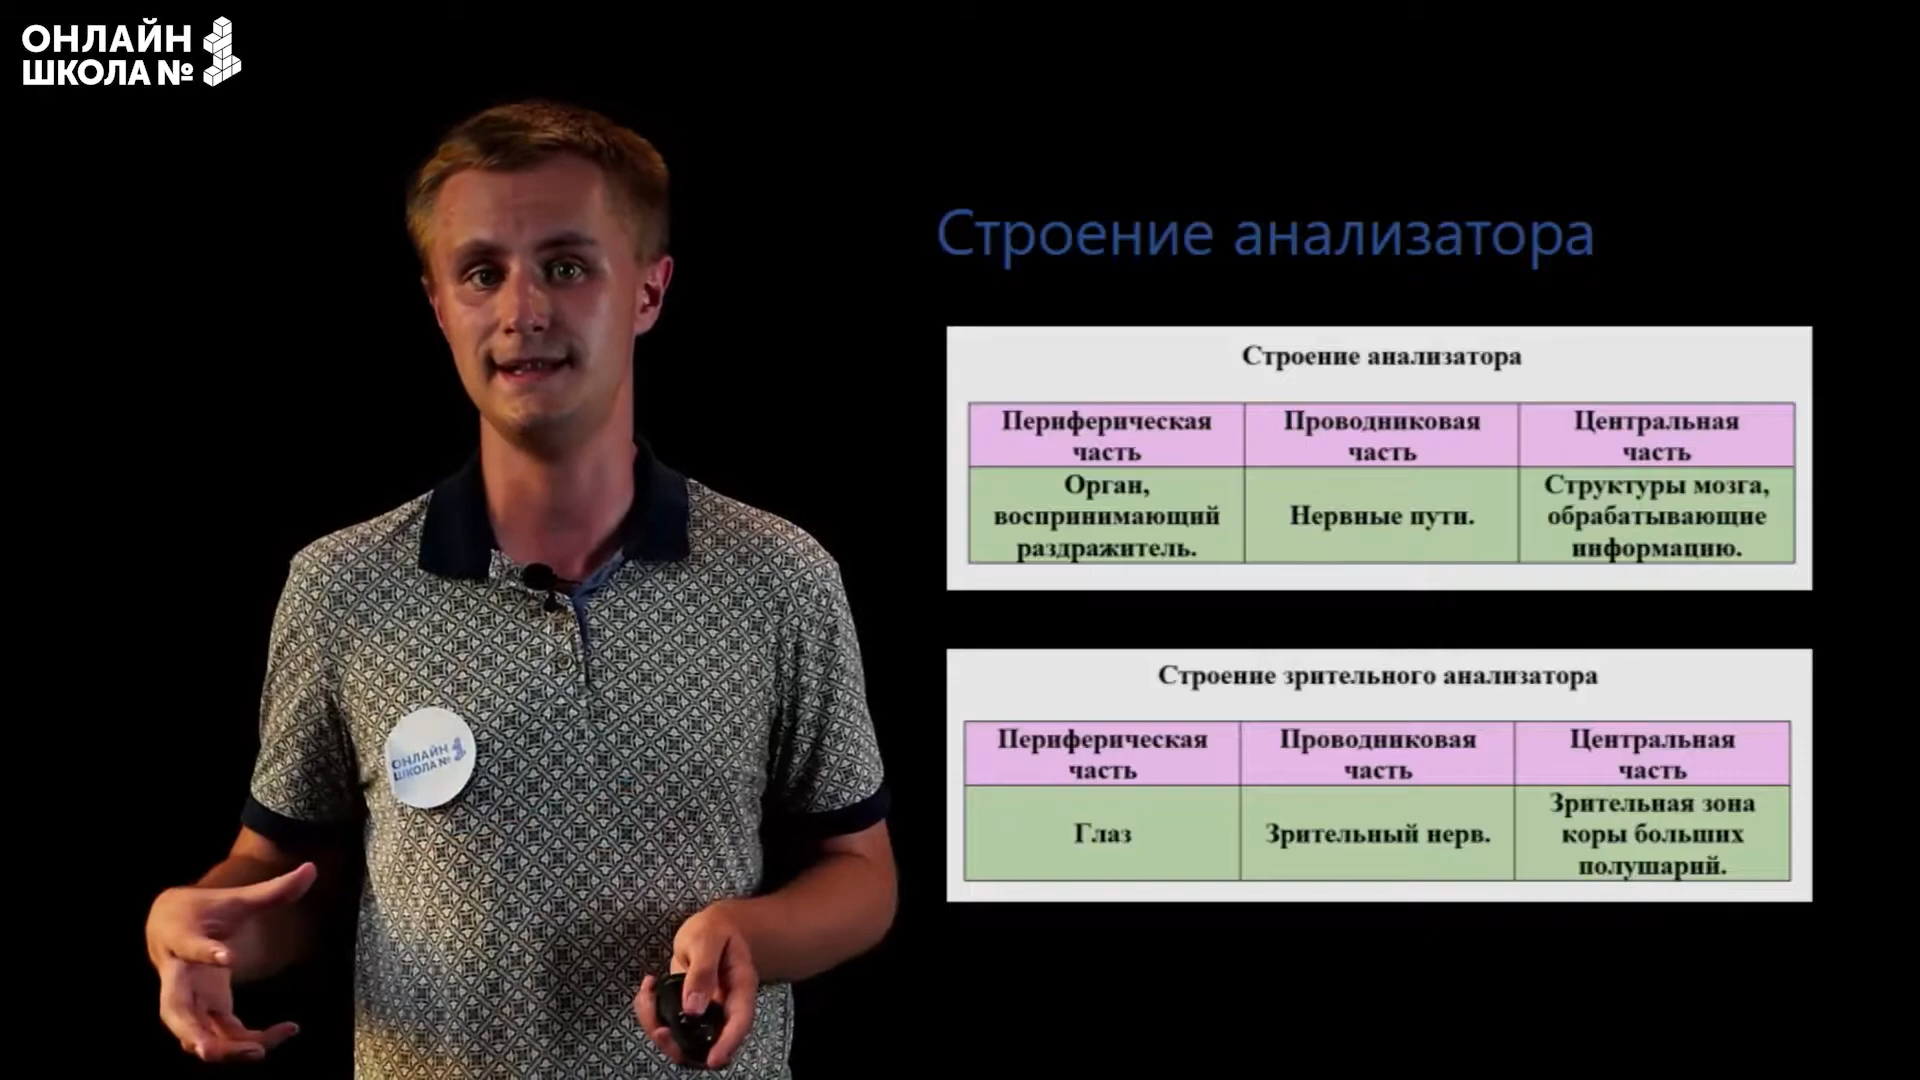 ОНЛАЙН
ШКОЛА №1
Строение анализатора
Строение анализатора
Периферическая часть
Проводниковая часть
Центральная часть
Орган, воспринимающий раздражитель.
Нервные пути.
Структуры мозга, обрабатывающие информацию.
Строение зрительного анализатора
Периферическая часть
Проводниковая часть
Центральная часть
Глаз
Зрительный нерв.
Зрительная зона коры больших полушарий.
ОНЛАЙН
ШКОЛА №1